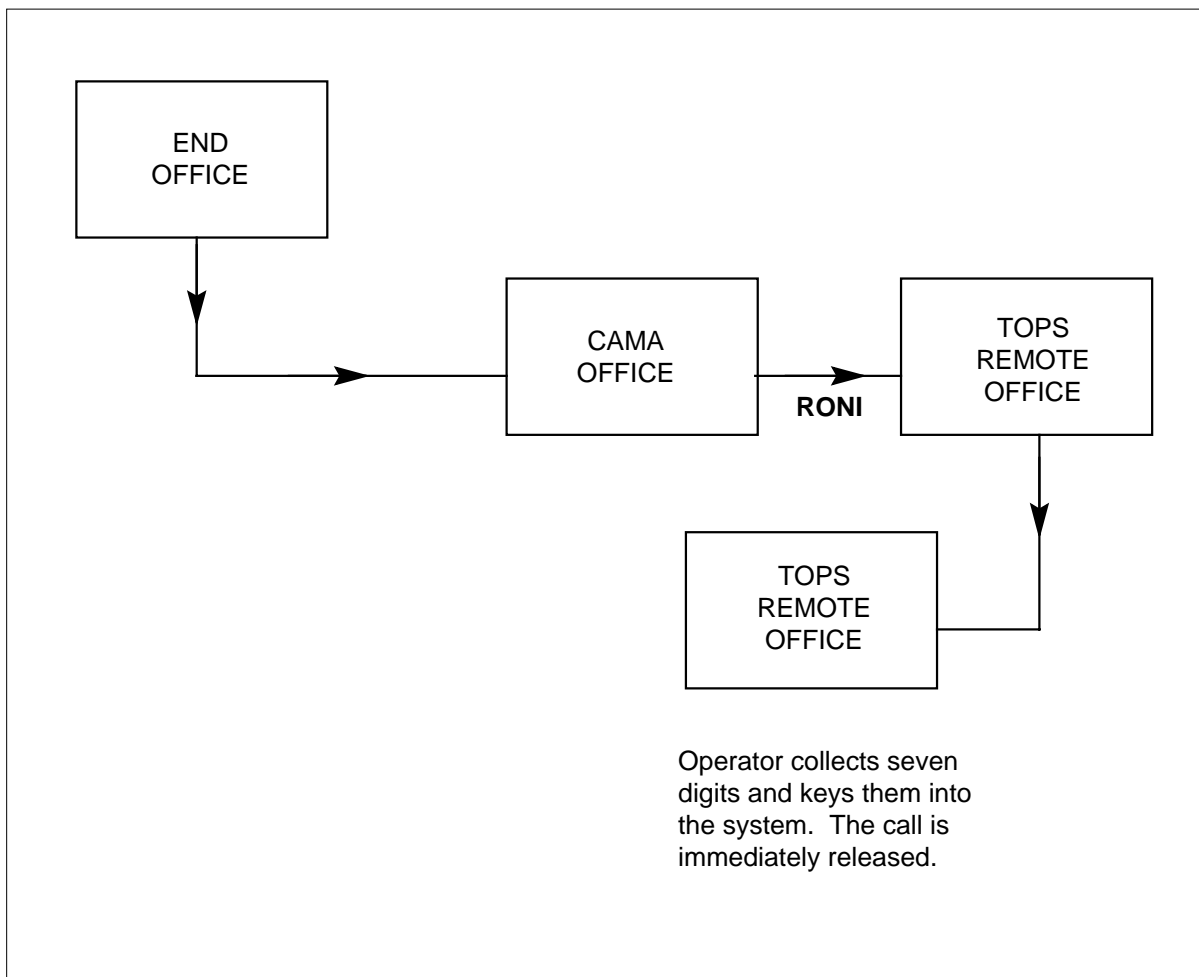 END
OFFICE
CAMA
OFFICE
RONI
TOPS
REMOTE
OFFICE
TOPS
REMOTE
OFFICE
Operator collects seven
digits and keys them into
the system.  The call is
immediately released.